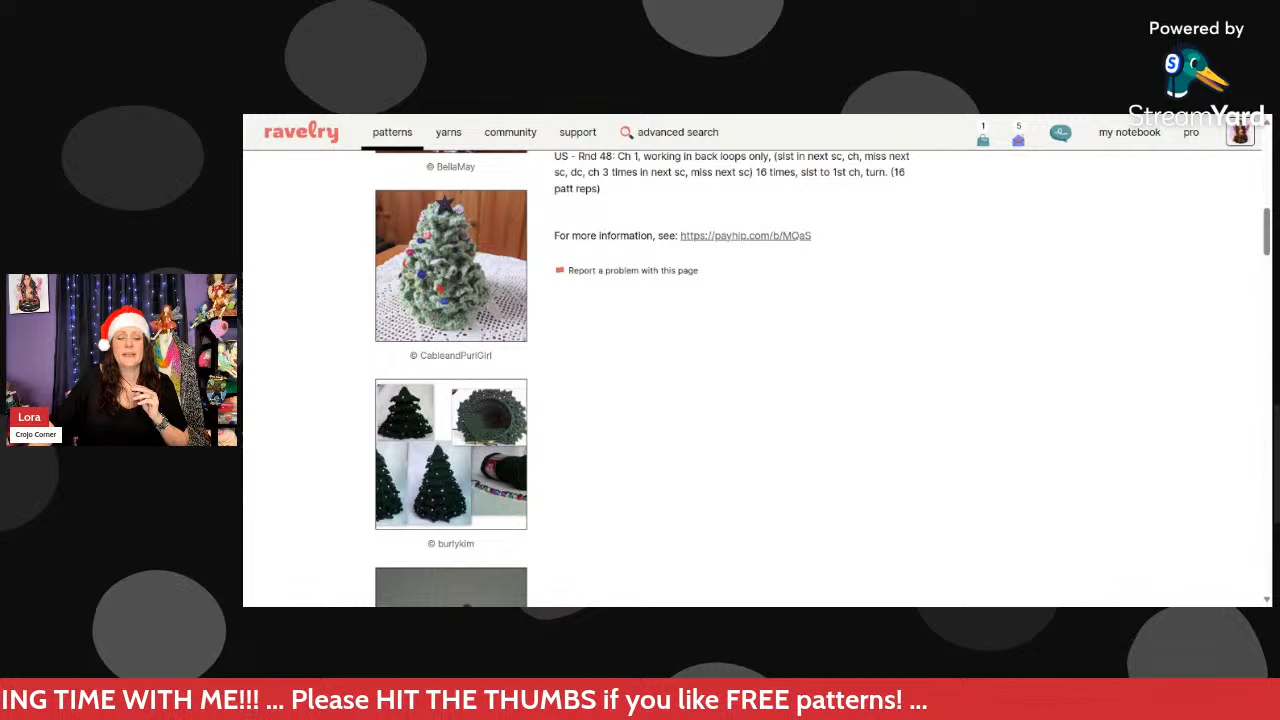 Powered by
S
StreamYard
ravelry
patterns
yarns
community
support
advanced search
1
5
my notebook
pro
© BellaMay
US - Rnd 48: Ch 1, working in back loops only, (slst in next sc, ch, miss next
sc, dc, ch 3 times in next sc, miss next sc) 16 times, slst to 1st ch, turn. (16
patt reps)
For more information, see: https://payhip.com/b/MQaS
Report a problem with this page
© CableandPurlGirl
© burlykim
Lora
Crojo Corner
ING TIME WITH ME!!! ... Please HIT THE THUMBS if you like FREE patterns! ...